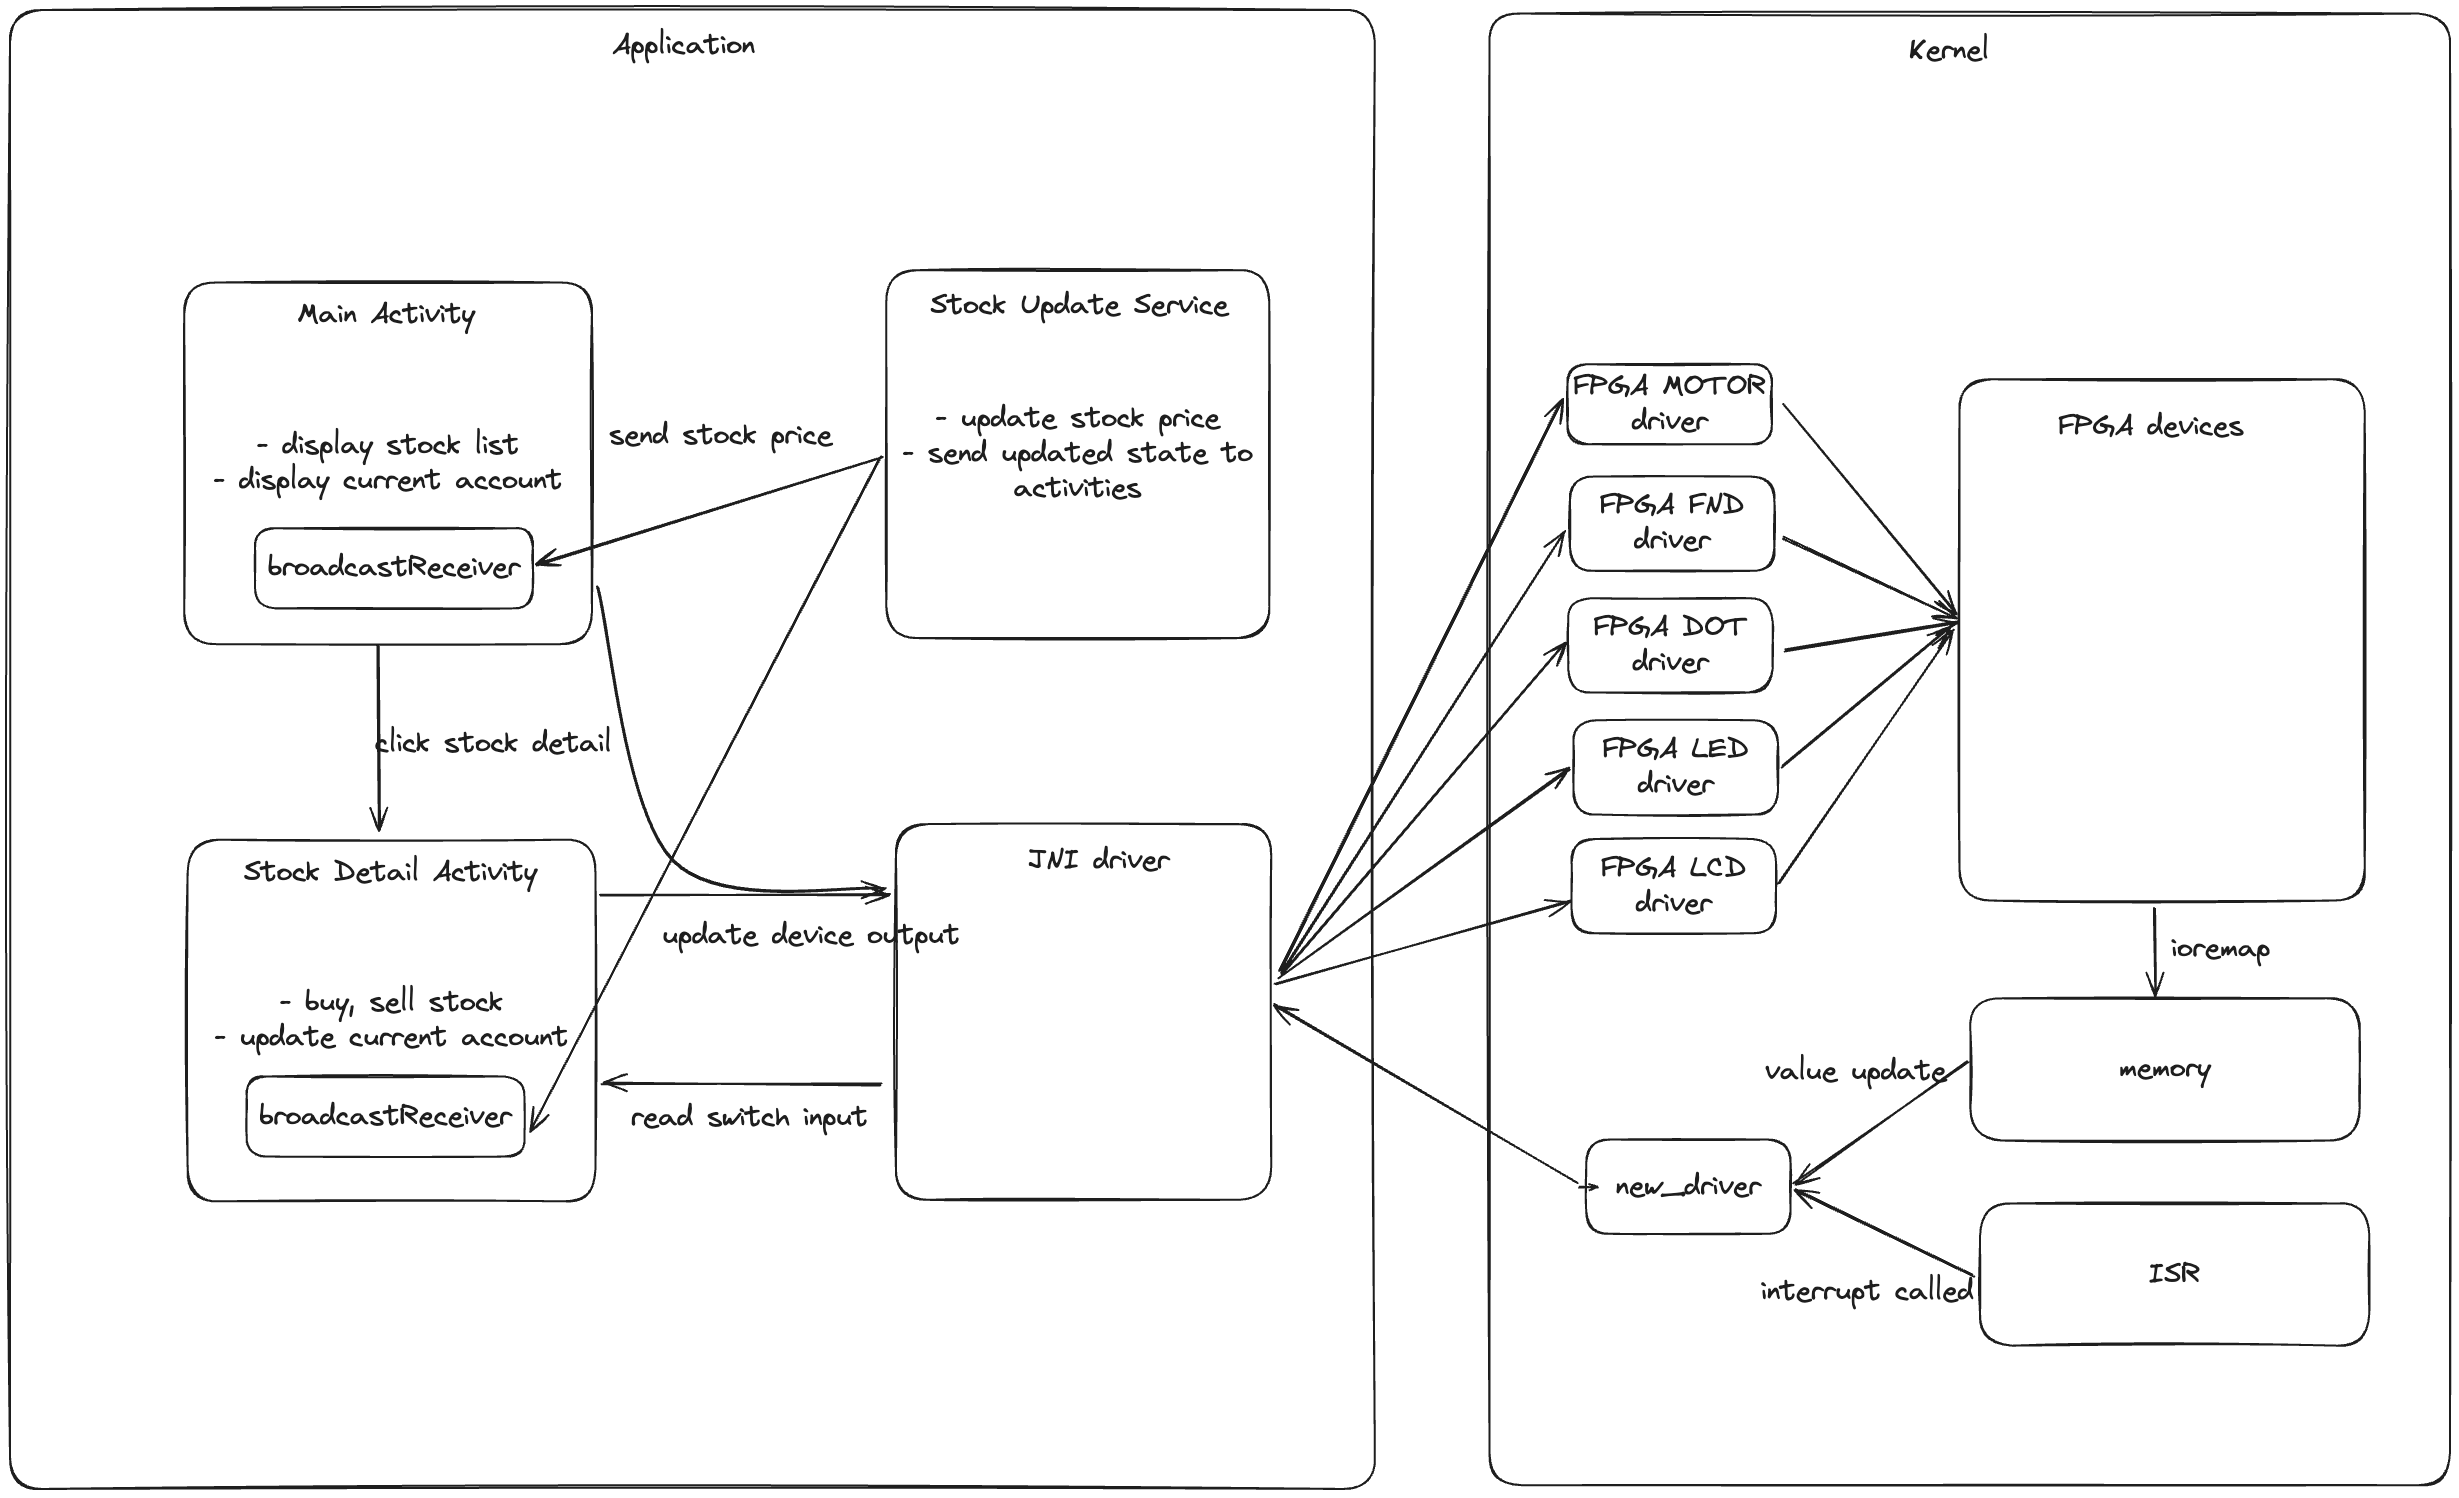 Application
Main Activity
- display stock list
- display current account
broadcastReceiver
send stock price
Stock Update Service
- update stock price
- send updated state to
activities
click stock detail
Stock Detail Activity
- buy, sell stock
- update current account
broadcastReceiver
update device output
read switch input
JNI driver
Kernel
FPGA MOTOR
driver
FPGA FND
driver
FPGA DOT
driver
FPGA LED
driver
FPGA LCD
driver
FPGA devices
ioremap
memory
value update
new_driver
interrupt called
ISR